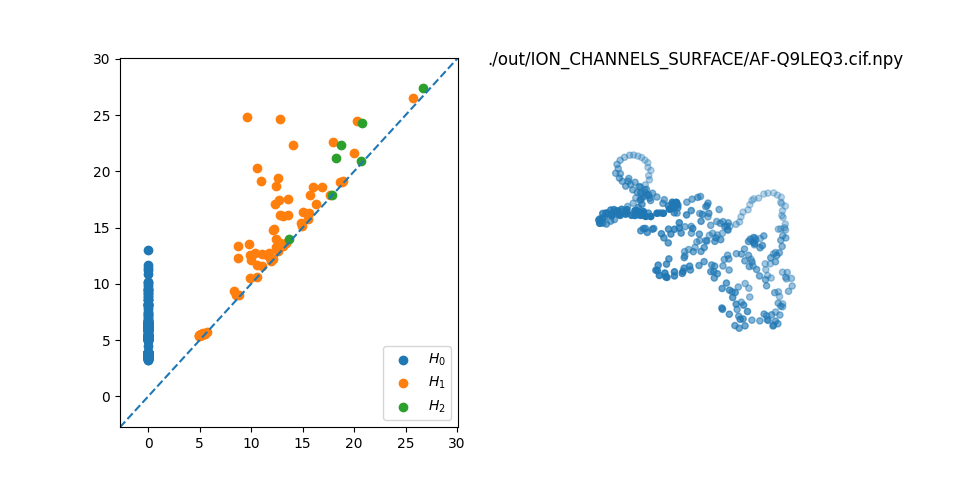 ./out/ION_CHANNELS_SURFACE/AF-Q9LEQ3.cif.npy
30
25
20
15
10
5
0
H₀
H₁
H₂
0 5 10 15 20 25 30